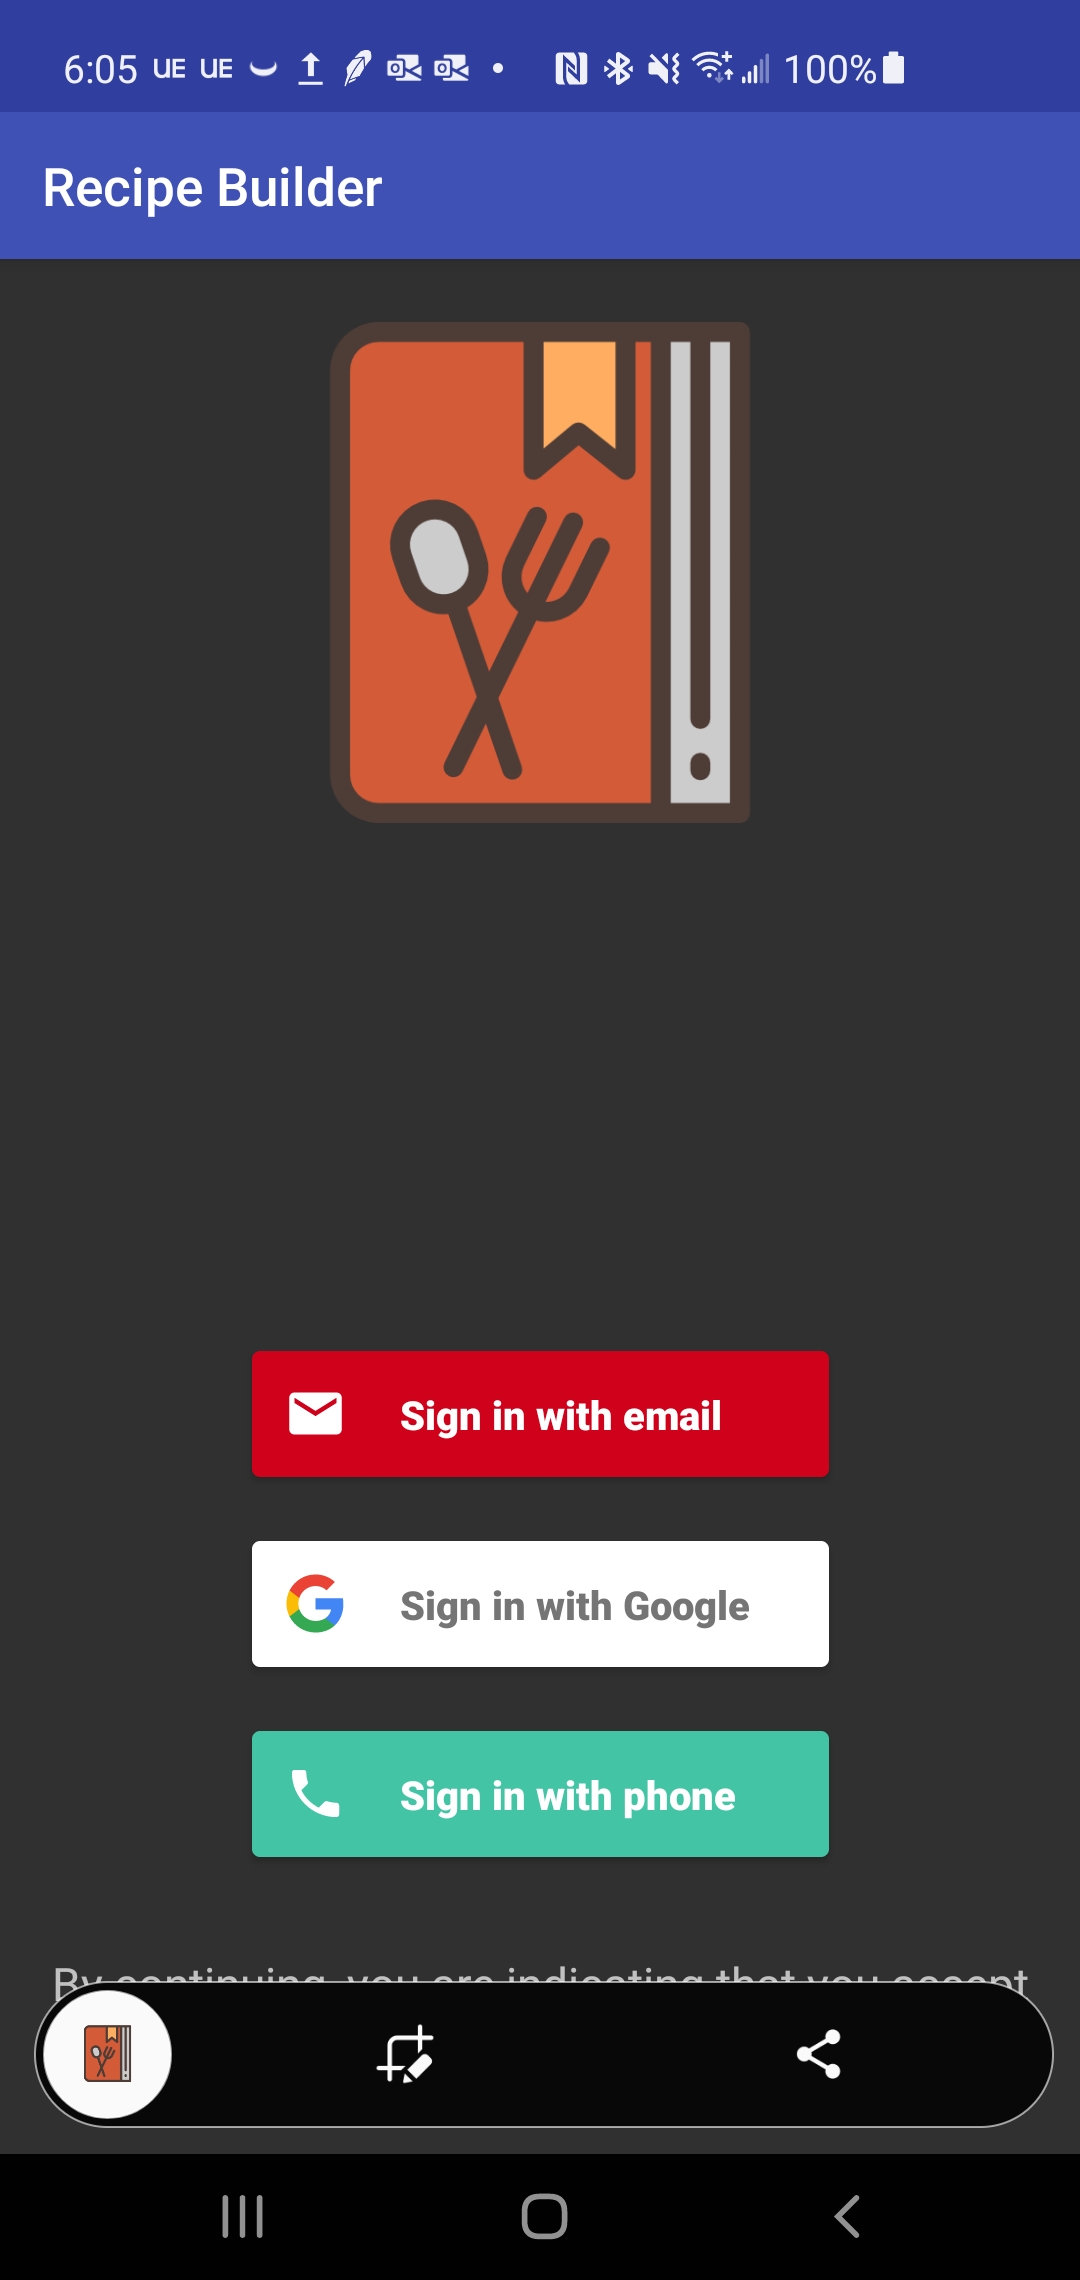 6:05 UE UE 100%
Recipe Builder
Sign in with email
Sign in with Google
Sign in with phone
By continuing, you are indicating that you accept